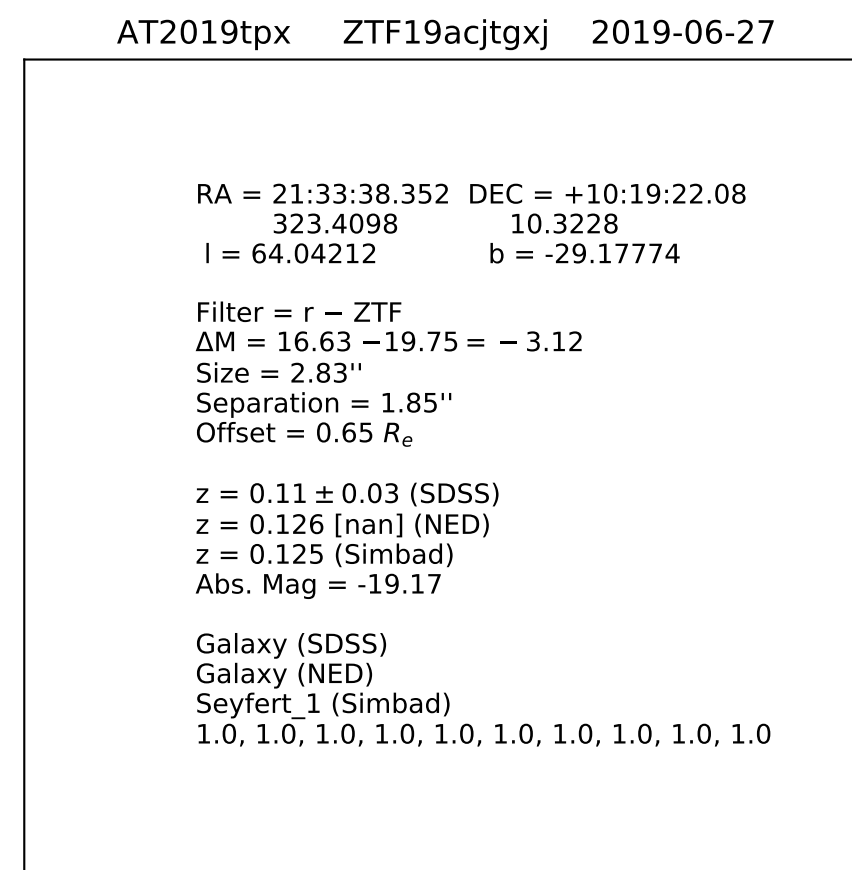 AT2019tpx ZTF19acjtgxj 2019-06-27
RA = 21:33:38.352 DEC = +10:19:22.08
323.4098 10.3228
l = 64.04212 b = -29.17774
Filter = r − ZTF
ΔM = 16.63 −19.75 = − 3.12
Size = 2.83''
Separation = 1.85''
Offset = 0.65 Re
z = 0.11 ± 0.03 (SDSS)
z = 0.126 [nan] (NED)
z = 0.125 (Simbad)
Abs. Mag = -19.17
Galaxy (SDSS)
Galaxy (NED)
Seyfert_1 (Simbad)
1.0, 1.0, 1.0, 1.0, 1.0, 1.0, 1.0, 1.0, 1.0, 1.0